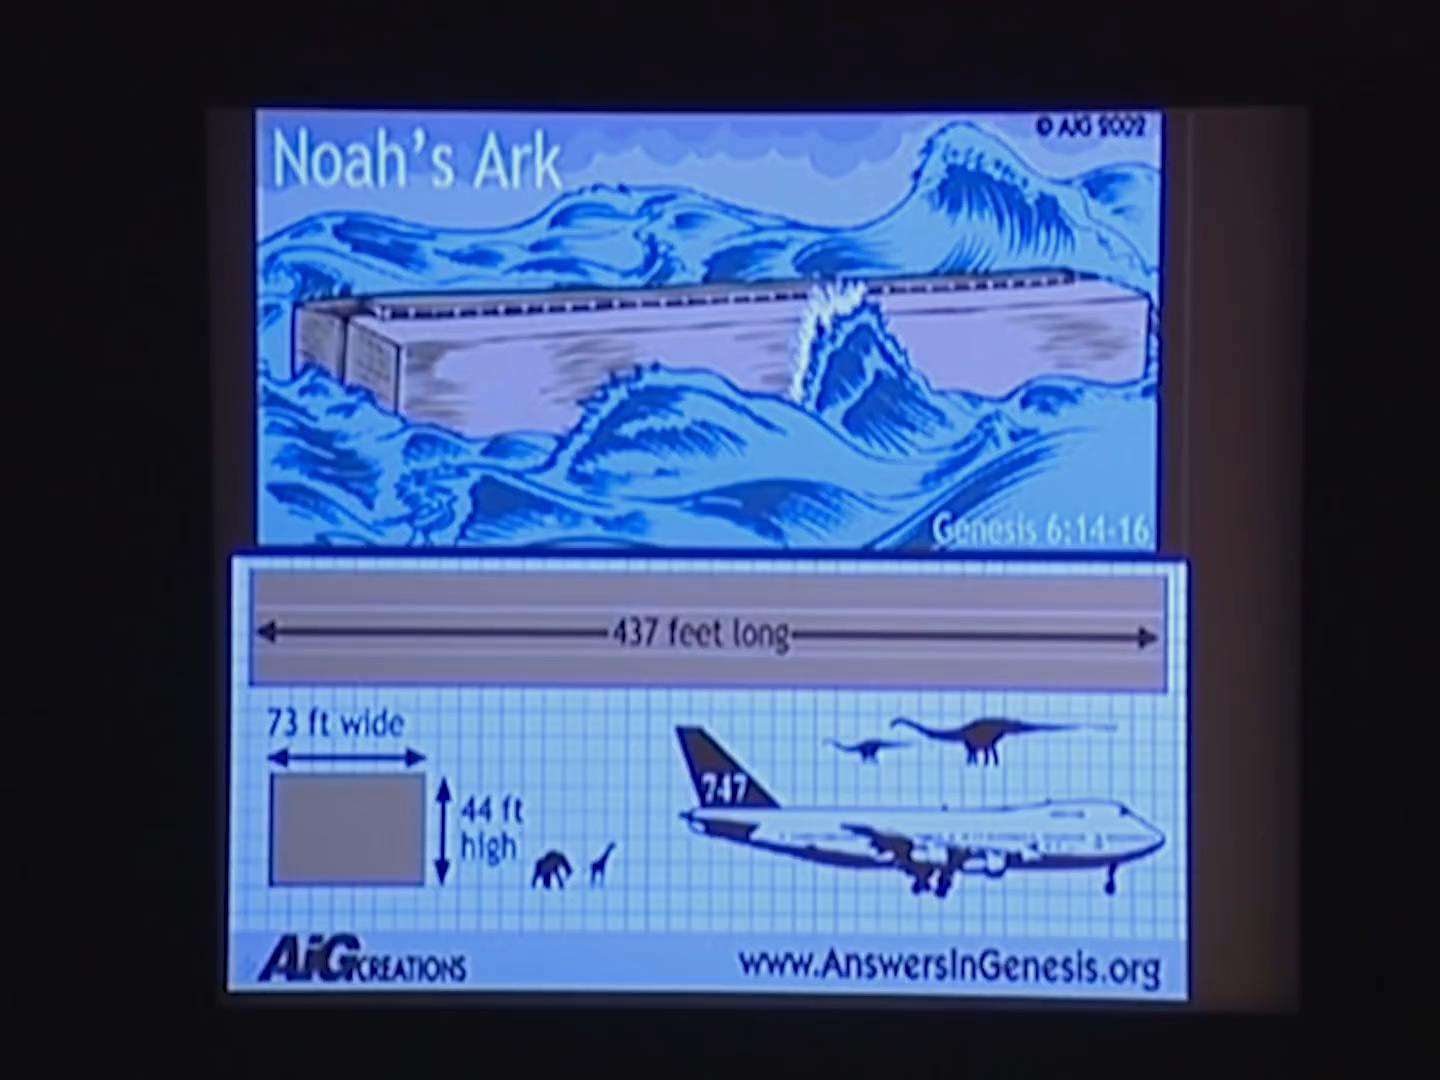 © AiG 2002
Noah's Ark
Genesis 6:14-16
437 feet long
73 ft wide
44 ft
high
747
AiG CREATIONS
www.AnswersInGenesis.org